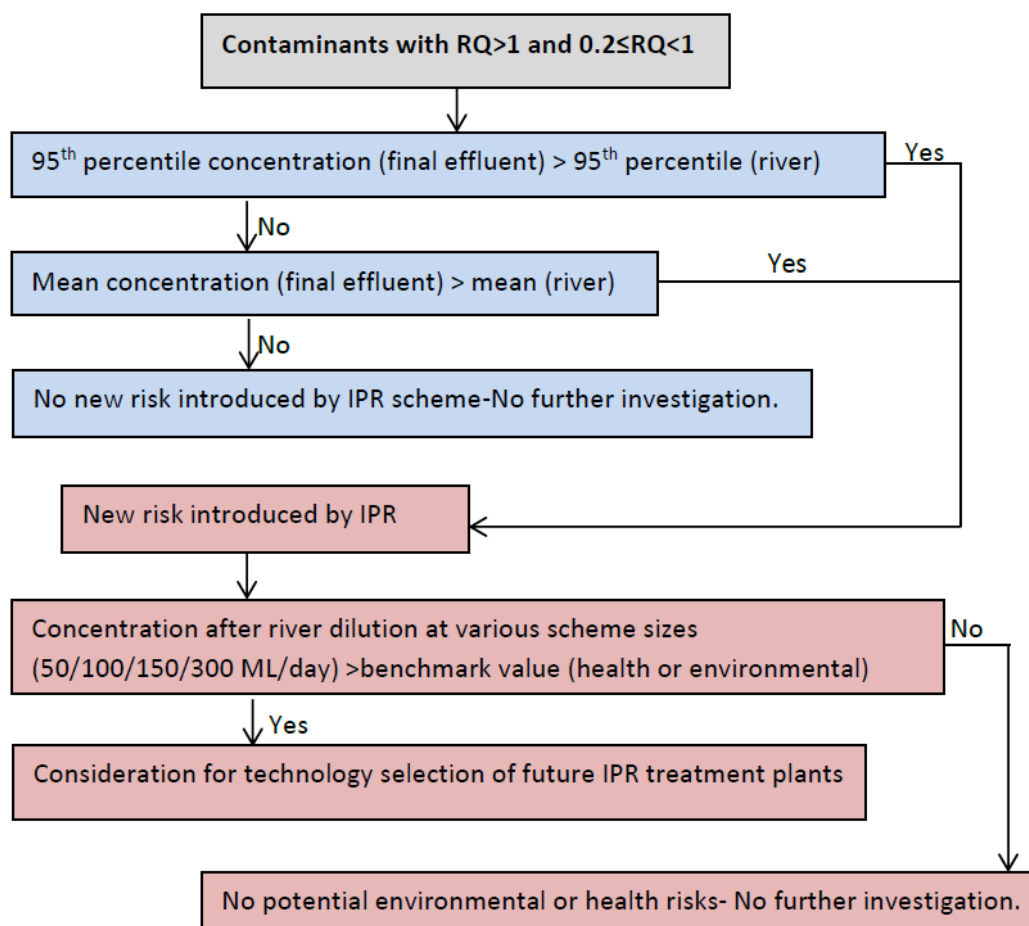 Contaminants with RQ>1 and 0.2≤RQ<1
95th percentile concentration (final effluent) > 95th percentile (river)
Yes
No
Mean concentration (final effluent) > mean (river)
Yes
No
No new risk introduced by IPR scheme-No further investigation.
New risk introduced by IPR
Concentration after river dilution at various scheme sizes
(50/100/150/300 ML/day) >benchmark value (health or environmental)
No
Yes
Consideration for technology selection of future IPR treatment plants
No potential environmental or health risks- No further investigation.